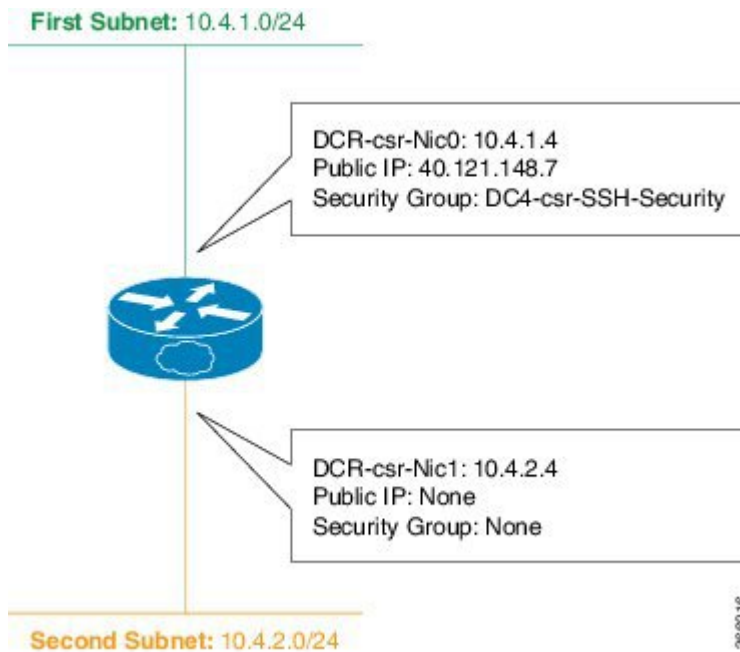 First Subnet: 10.4.1.0/24
DCR-csr-Nic0: 10.4.1.4
Public IP: 40.121.148.7
Security Group: DC4-csr-SSH-Security
DCR-csr-Nic1: 10.4.2.4
Public IP: None
Security Group: None
Second Subnet: 10.4.2.0/24